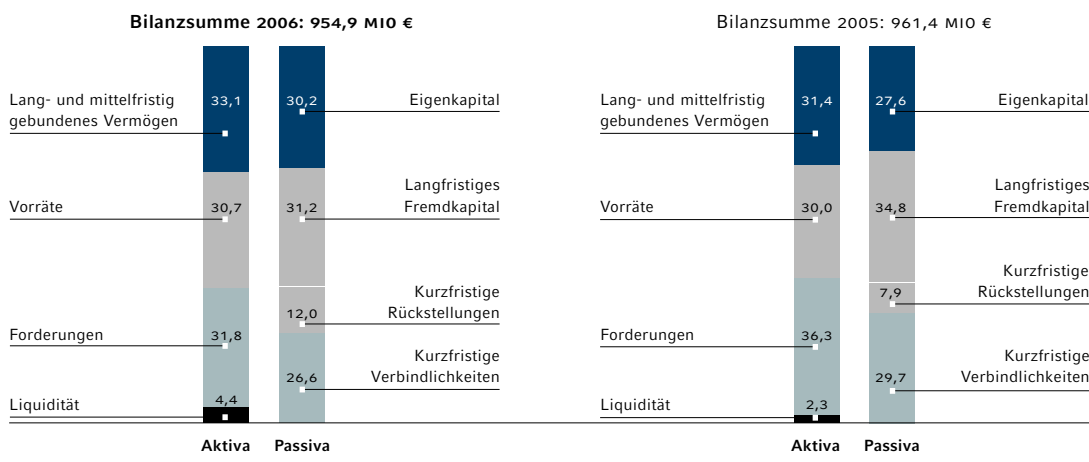 Bilanzsumme 2006: 954,9 MIO €
Lang- und mittelfristig
gebundenes Vermögen
33,1
30,2
Eigenkapital
Vorräte
30,7
31,2
Langfristiges
Fremdkapital
12,0
Kurzfristige
Rückstellungen
Forderungen
31,8
26,6
Kurzfristige
Verbindlichkeiten
Liquidität
4,4
Aktiva
Passiva
Bilanzsumme 2005: 961,4 MIO €
Lang- und mittelfristig
gebundenes Vermögen
31,4
27,6
Eigenkapital
Vorräte
30,0
34,8
Langfristiges
Fremdkapital
7,9
Kurzfristige
Rückstellungen
Forderungen
36,3
29,7
Kurzfristige
Verbindlichkeiten
Liquidität
2,3
Aktiva
Passiva